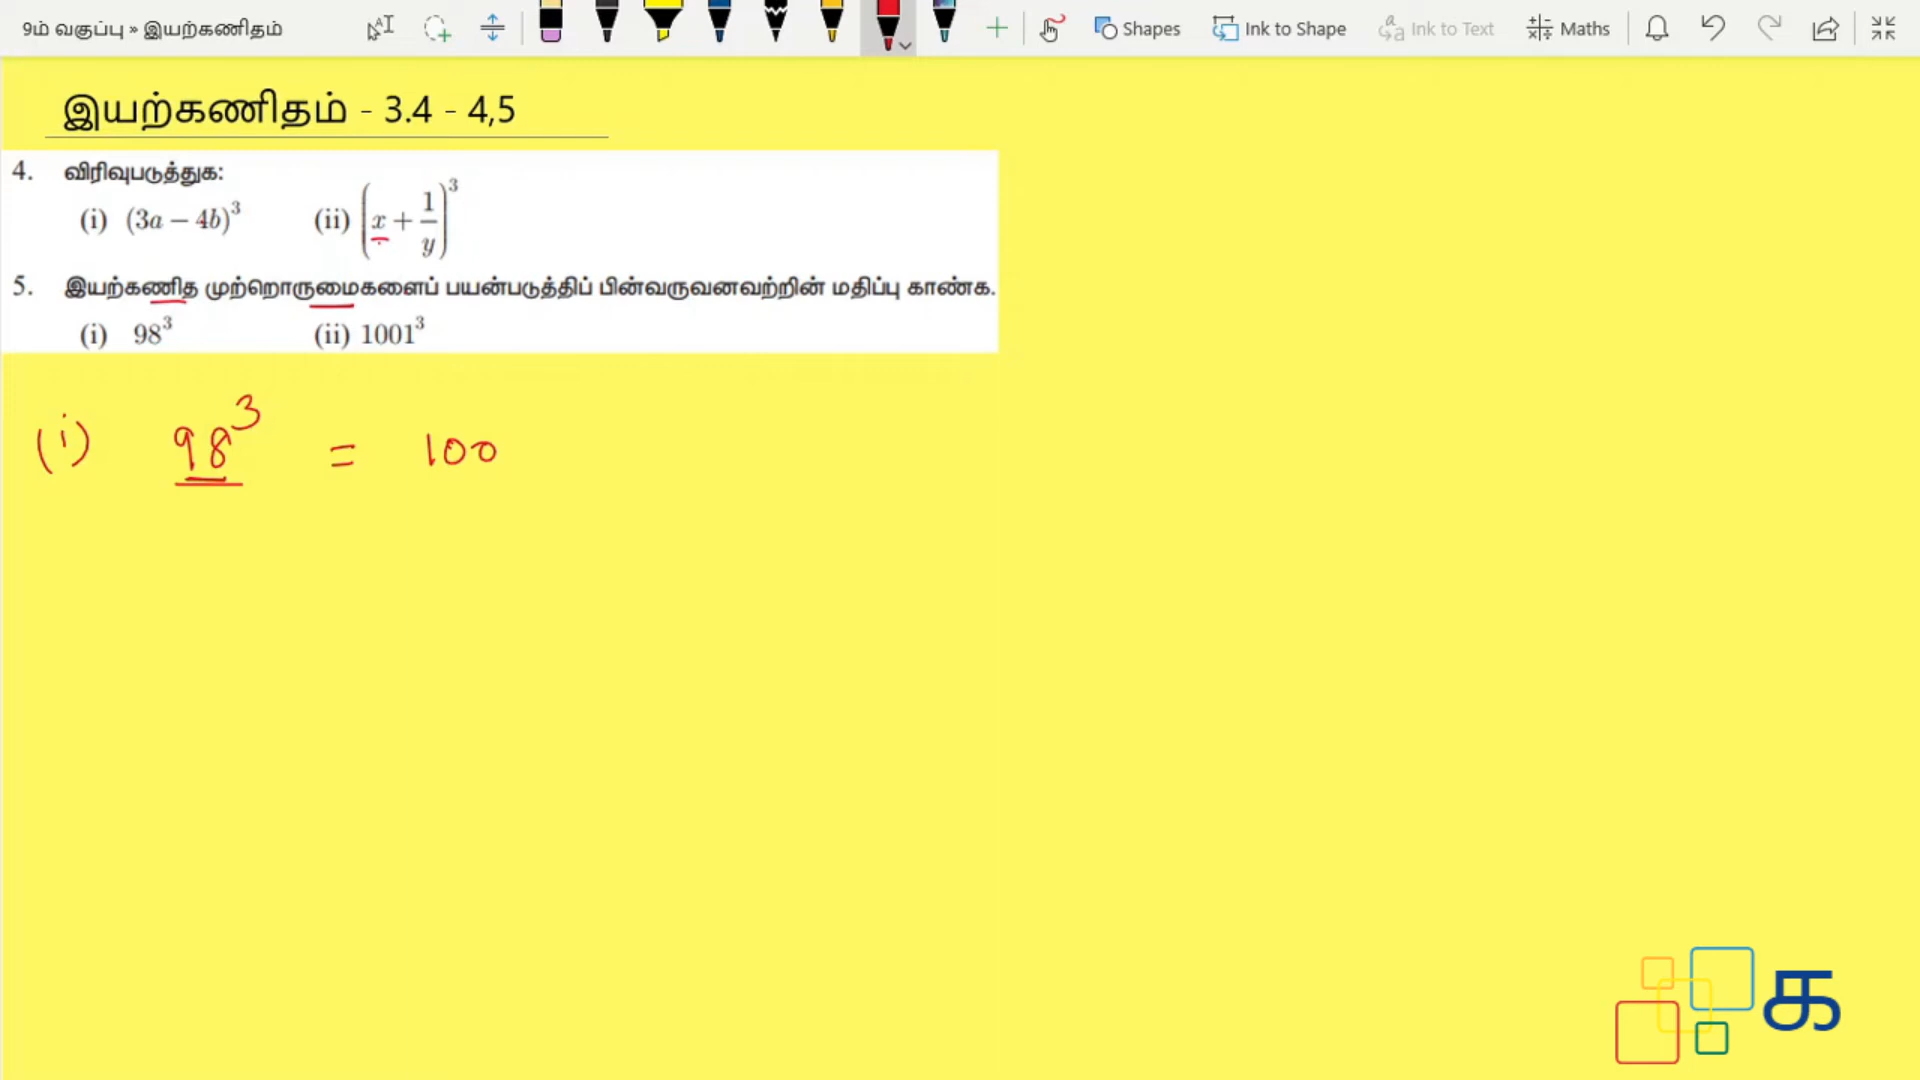 9ம் வகுப்பு » இயற்கணிதம்
Shapes
Ink to Shape
Ink to Text
Maths
இயற்கணிதம் - 3.4 - 4,5
4. விரிவுபடுத்துக:
(i) (3a − 4b)³ (ii) (x + 1/y)³
5. இயற்கணித முற்றொருமைகளைப் பயன்படுத்திப் பின்வருவனவற்றின் மதிப்பு காண்க.
(i) 98³ (ii) 1001³
(i) 98³ = 100
க